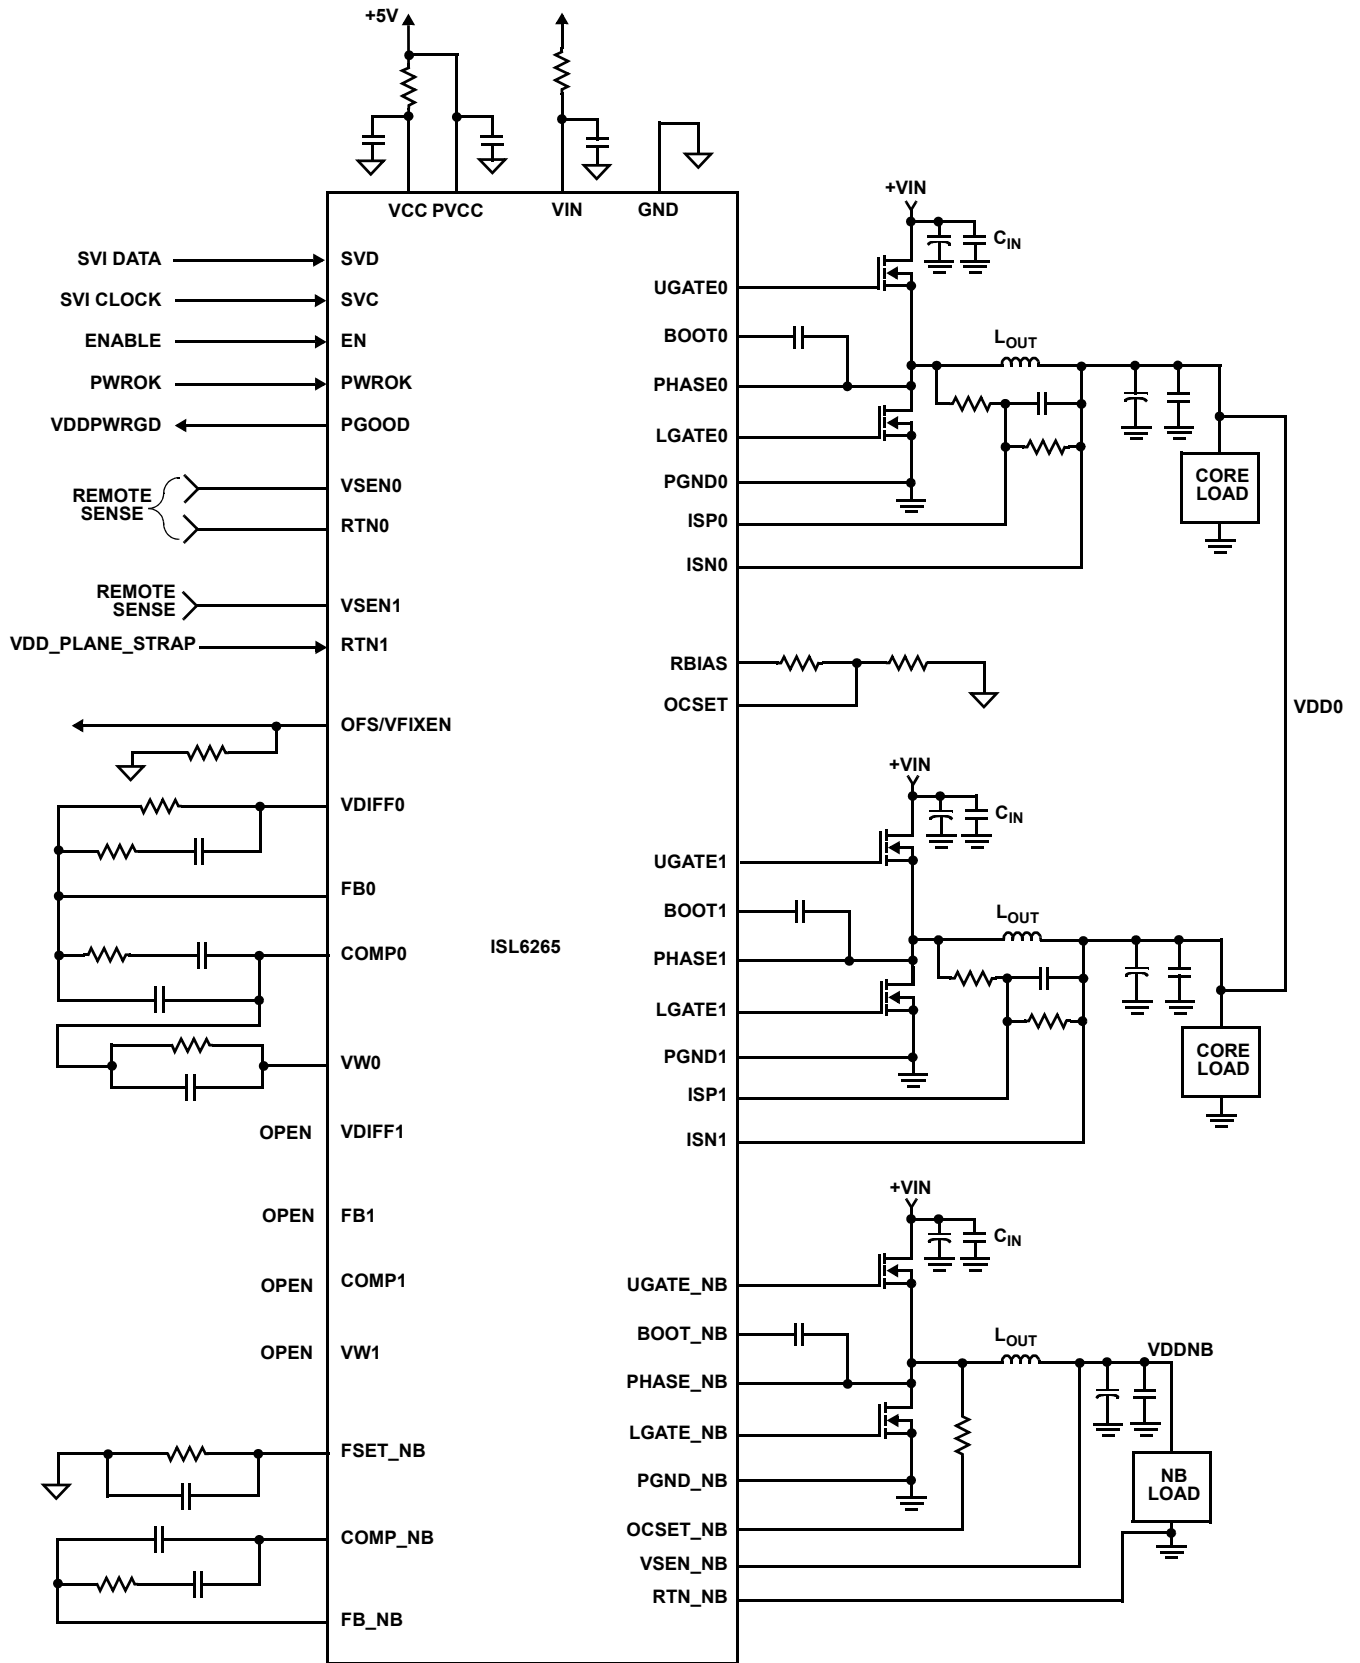 +5V
VCC PVCC
VIN
GND
SVI DATA
SVD
SVI CLOCK
SVC
ENABLE
EN
PWROK
PWROK
VDDPWRGD
PGOOD
REMOTE
SENSE
VSEN0
RTN0
REMOTE
SENSE
VSEN1
VDD_PLANE_STRAP
RTN1
OFS/VFIXEN
VDIFF0
FB0
COMP0
VW0
OPEN
VDIFF1
OPEN
FB1
OPEN
COMP1
OPEN
VW1
FSET_NB
COMP_NB
FB_NB
ISL6265
+VIN
CIN
UGATE0
BOOT0
LOUT
PHASE0
LGATE0
PGND0
ISP0
ISN0
CORE
LOAD
RBIAS
OCSET
VDD0
+VIN
CIN
UGATE1
BOOT1
LOUT
PHASE1
LGATE1
PGND1
ISP1
ISN1
CORE
LOAD
+VIN
CIN
UGATE_NB
BOOT_NB
LOUT
VDDNB
PHASE_NB
LGATE_NB
PGND_NB
OCSET_NB
VSEN_NB
RTN_NB
NB
LOAD